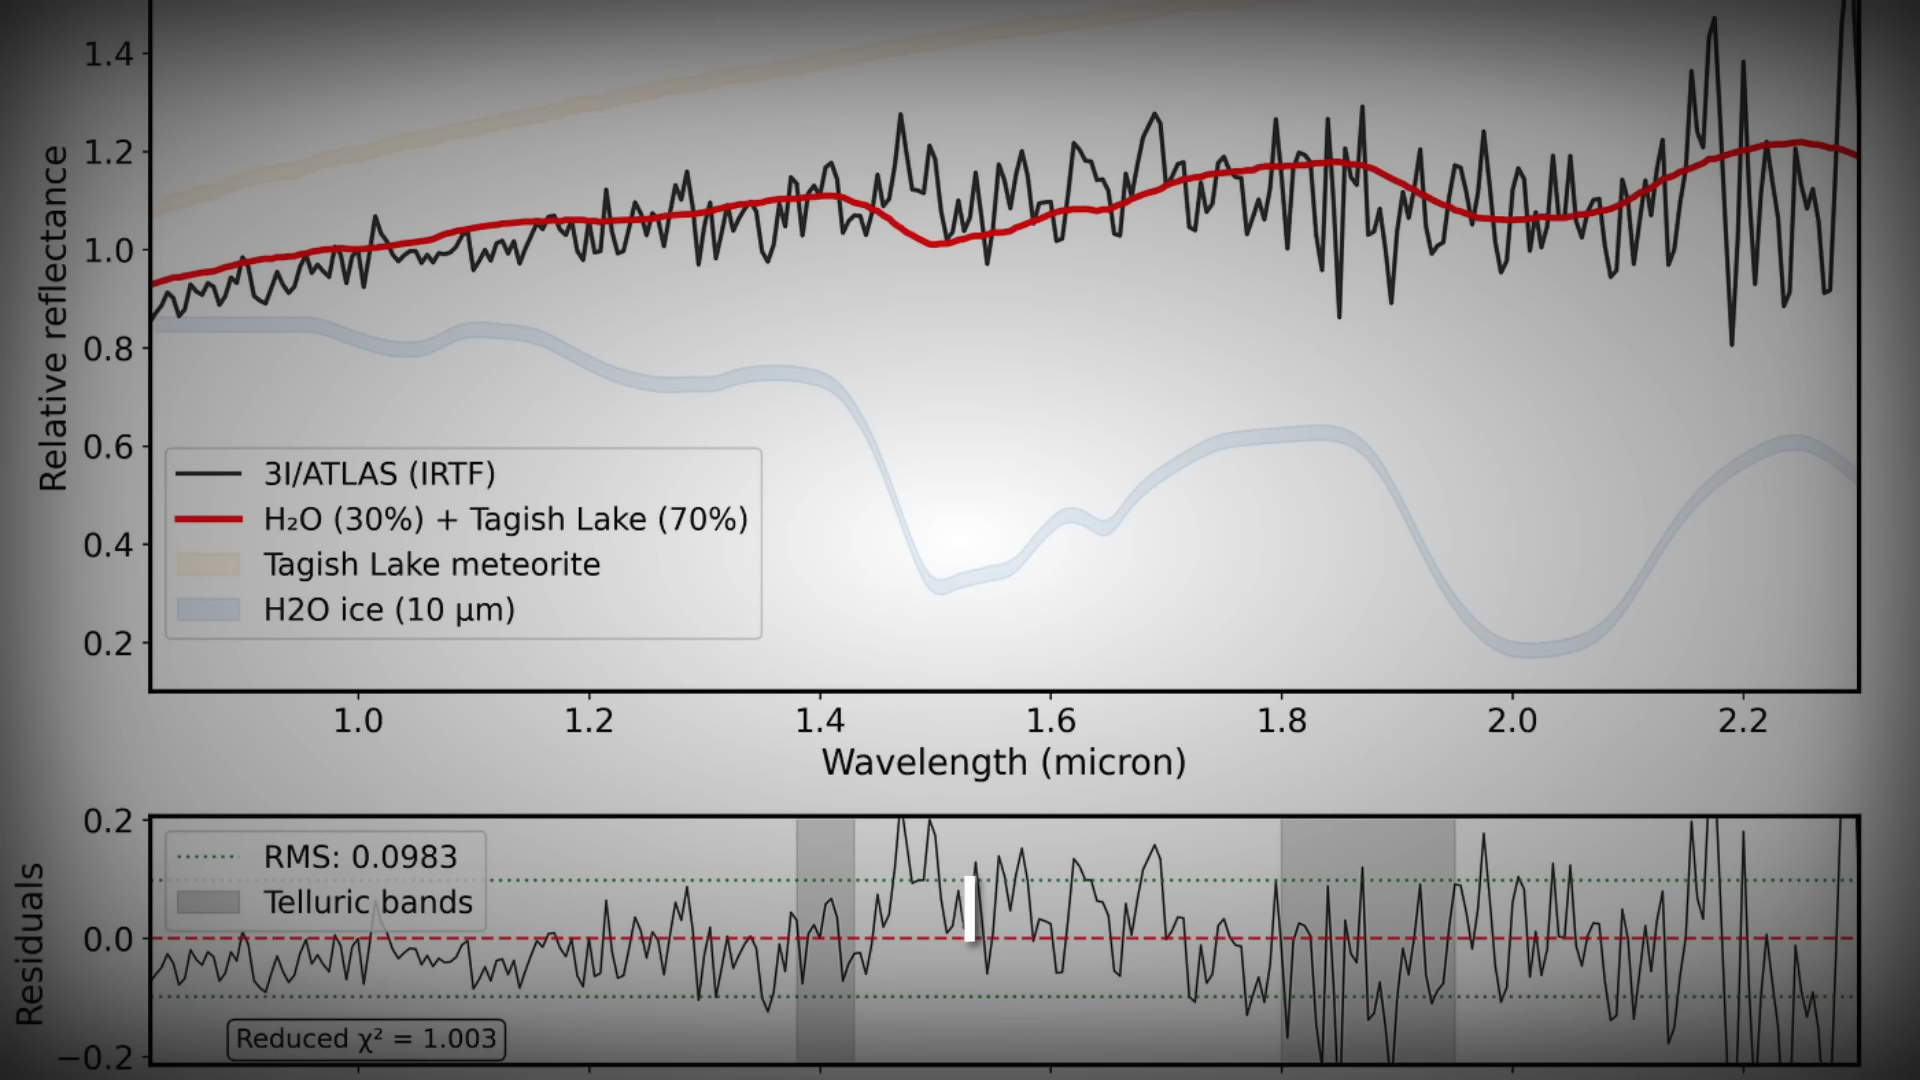 1.4
1.2
1.0
0.8
0.6
0.4
0.2
Relative reflectance
3I/ATLAS (IRTF)
H₂O (30%) + Tagish Lake (70%)
Tagish Lake meteorite
H2O ice (10 μm)
1.0 1.2 1.4 1.6 1.8 2.0 2.2
Wavelength (micron)
0.2
0.0
−0.2
Residuals
RMS: 0.0983
Telluric bands
Reduced χ² = 1.003